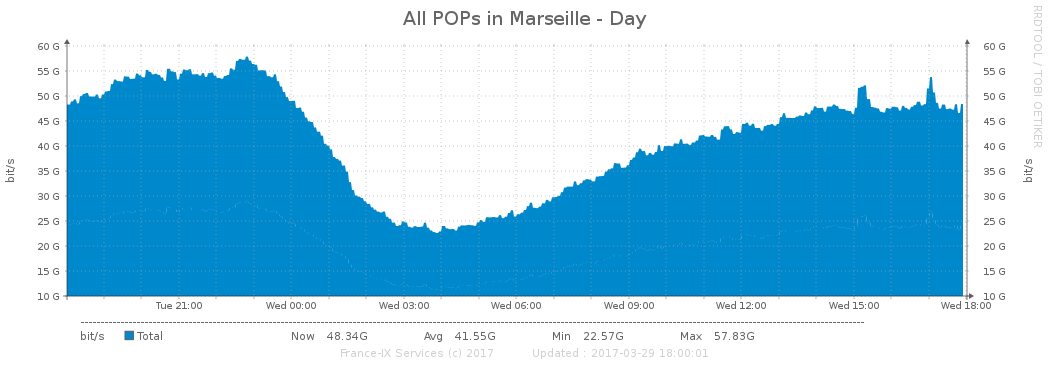 All POPs in Marseille - Day
RRDTOOL / TOBI OETIKER
bit/s
60 G 60 G
55 G 55 G
50 G 50 G
45 G 45 G
40 G 40 G
35 G 35 G
30 G 30 G
25 G 25 G
20 G 20 G
15 G 15 G
10 G 10 G
bit/s
Tue 21:00 Wed 00:00 Wed 03:00 Wed 06:00 Wed 09:00 Wed 12:00 Wed 15:00 Wed 18:00
bit/s Total Now 48.34G Avg 41.55G Min 22.57G Max 57.83G
France-IX Services (c) 2017 Updated : 2017-03-29 18:00:01